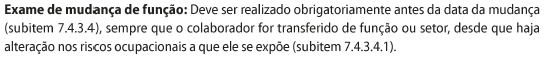 Exame de mudança de função: Deve ser realizado obrigatoriamente antes da data da mudança
(subitem 7.4.3.4), sempre que o colaborador for transferido de função ou setor, desde que haja
alteração nos riscos ocupacionais a que ele se expõe (subitem 7.4.3.4.1).